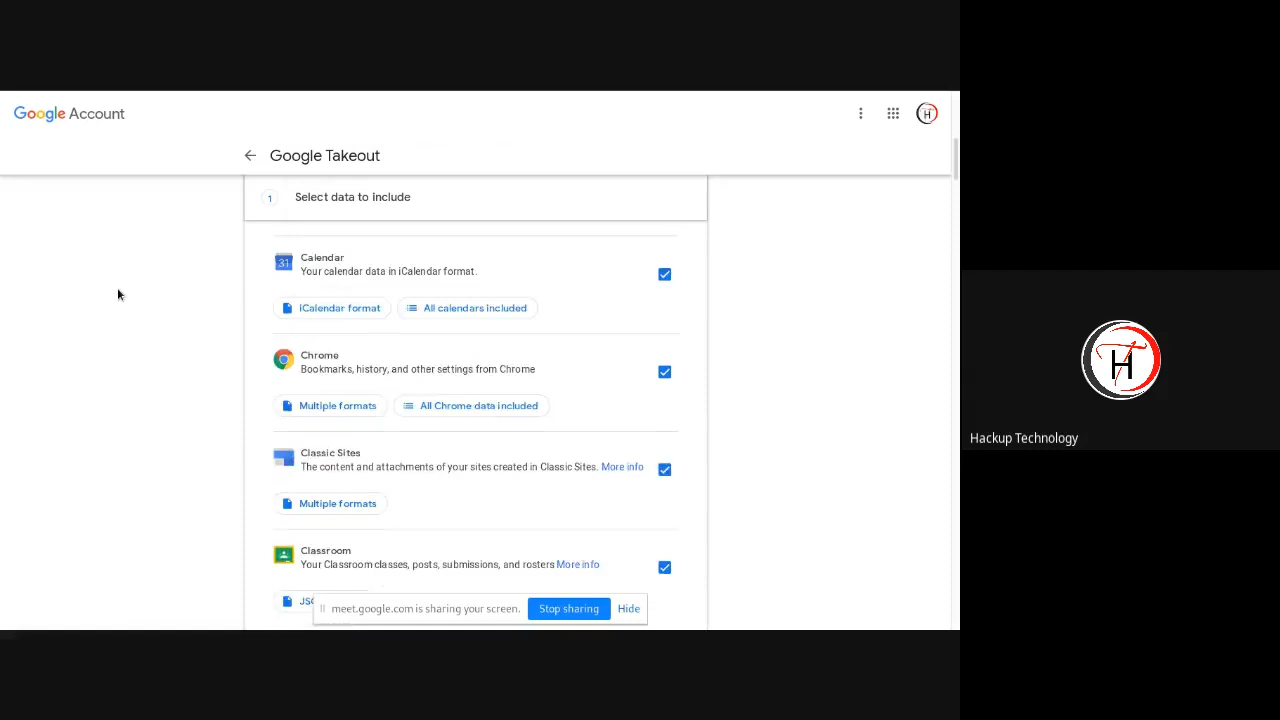 Google Account
H
Google Takeout
1 Select data to include
31 Calendar
Your calendar data in iCalendar format.
iCalendar format All calendars included
Chrome
Bookmarks, history, and other settings from Chrome
Multiple formats All Chrome data included
Classic Sites
The content and attachments of your sites created in Classic Sites. More info
Multiple formats
Classroom
Your Classroom classes, posts, submissions, and rosters More info
meet.google.com is sharing your screen. Stop sharing Hide
TH
Hackup Technology